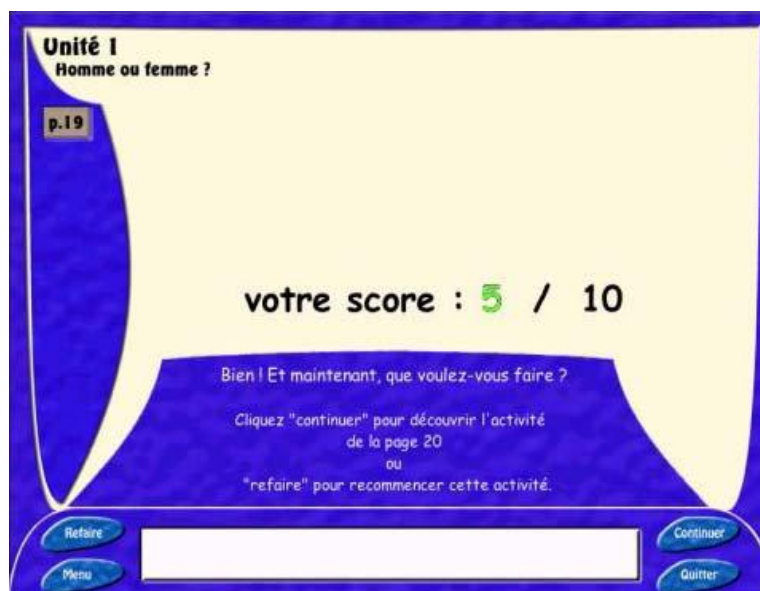 Unité 1
Homme ou femme ?
p.19
votre score : 5 / 10
Bien ! Et maintenant, que voulez-vous faire ?
Cliquez "continuer" pour découvrir l'activité
de la page 20
ou
"refaire" pour recommencer cette activité.
Refaire
Continuer
Menu
Quitter